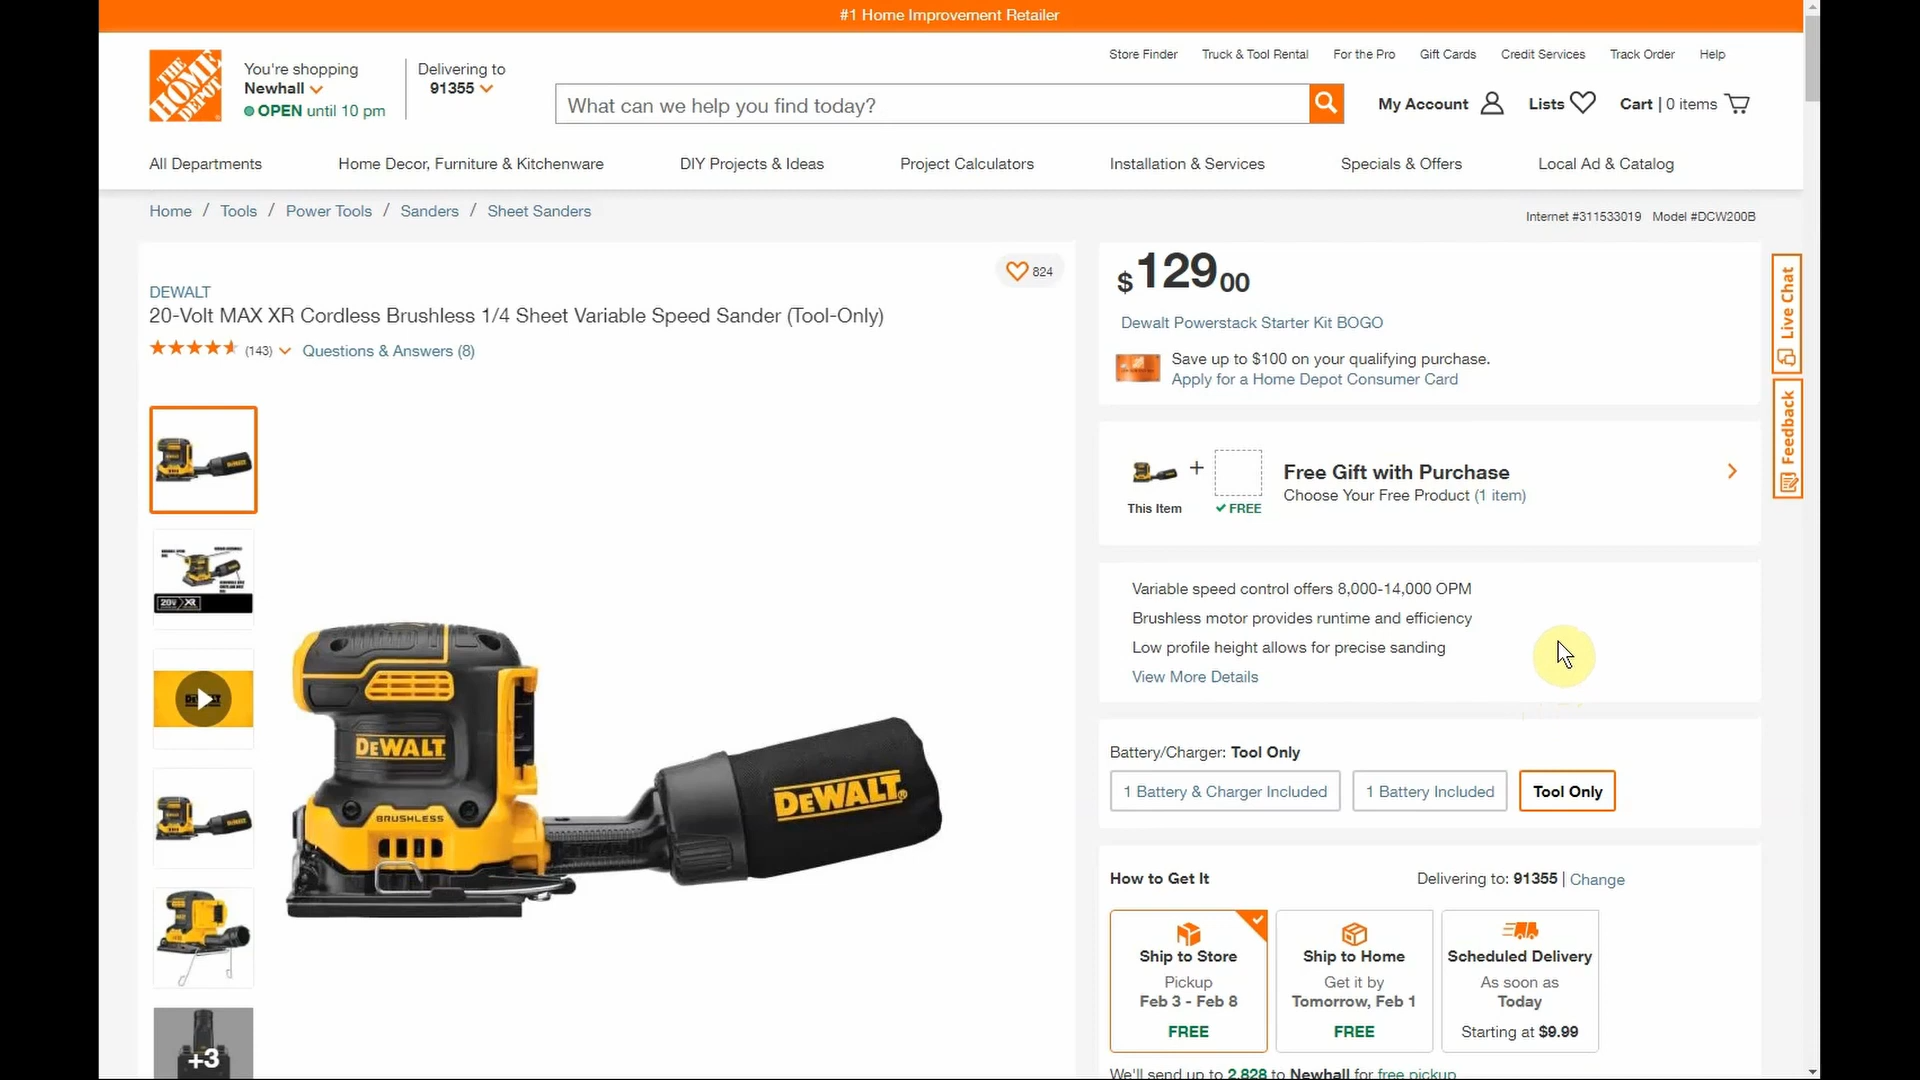 #1 Home Improvement Retailer
Store Finder Truck & Tool Rental For the Pro Gift Cards Credit Services Track Order Help
THE HOME DEPOT
You're shopping
Newhall
OPEN until 10 pm
Delivering to
91355
What can we help you find today?
My Account Lists Cart | 0 items
All Departments Home Decor, Furniture & Kitchenware DIY Projects & Ideas Project Calculators Installation & Services Specials & Offers Local Ad & Catalog
Home / Tools / Power Tools / Sanders / Sheet Sanders
Internet #311533019 Model #DCW200B
824
DEWALT
20-Volt MAX XR Cordless Brushless 1/4 Sheet Variable Speed Sander (Tool-Only)
(143) Questions & Answers (8)
20V XR
+3
DEWALT
BRUSHLESS
DEWALT®
$129 00
Dewalt Powerstack Starter Kit BOGO
Save up to $100 on your qualifying purchase.
Apply for a Home Depot Consumer Card
This Item
+
FREE
Free Gift with Purchase
Choose Your Free Product (1 item)
Variable speed control offers 8,000-14,000 OPM
Brushless motor provides runtime and efficiency
Low profile height allows for precise sanding
View More Details
Battery/Charger: Tool Only
1 Battery & Charger Included 1 Battery Included Tool Only
How to Get It
Delivering to: 91355 | Change
Ship to Store
Pickup
Feb 3 - Feb 8
FREE
Ship to Home
Get it by
Tomorrow, Feb 1
FREE
Scheduled Delivery
As soon as
Today
Starting at $9.99
We'll send up to 2,828 to Newhall for free pickup
Live Chat
Feedback